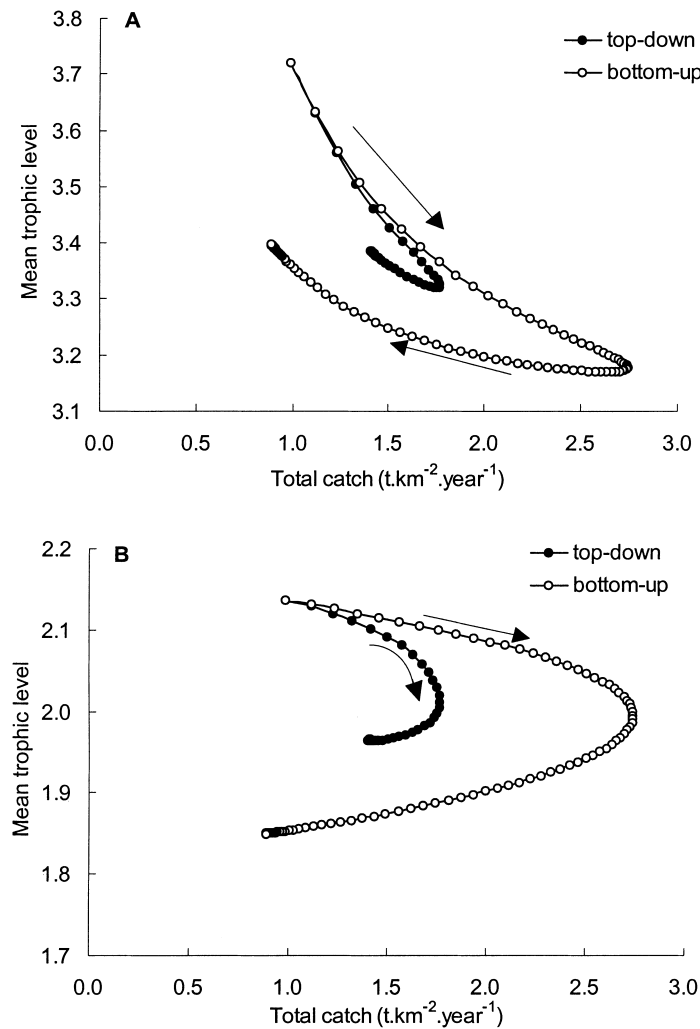 A
top-down
bottom-up
3.8
3.7
3.6
3.5
3.4
3.3
3.2
3.1
Mean trophic level
0.0 0.5 1.0 1.5 2.0 2.5 3.0
Total catch (t.km-2.year-1)
B
top-down
bottom-up
2.2
2.1
2.0
1.9
1.8
1.7
Mean trophic level
0.0 0.5 1.0 1.5 2.0 2.5 3.0
Total catch (t.km-2.year-1)